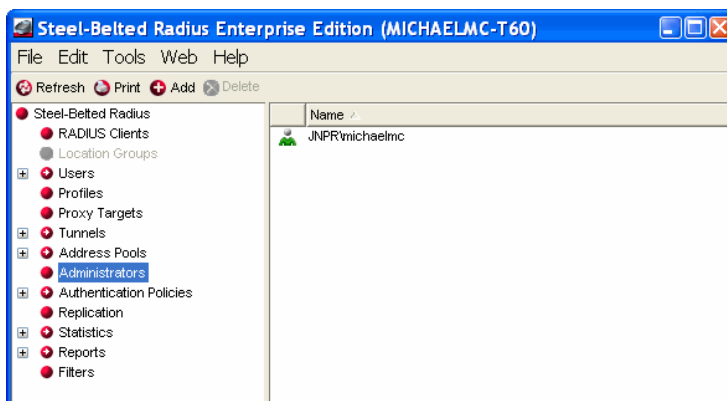 Steel-Belted Radius Enterprise Edition (MICHAELMC-T60)
File Edit Tools Web Help
Refresh Print Add Delete
Steel-Belted Radius
RADIUS Clients
Location Groups
Users
Profiles
Proxy Targets
Tunnels
Address Pools
Administrators
Authentication Policies
Replication
Statistics
Reports
Filters
Name
JNPR\michaelmc